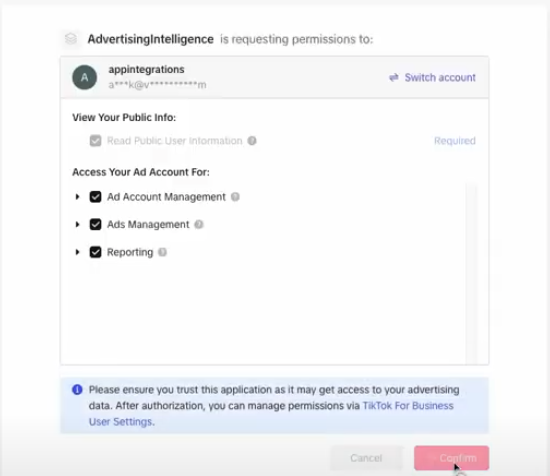 AdvertisingIntelligence is requesting permissions to:
A
appintegrations
a***k@v**********m
Switch account
View Your Public Info:
Read Public User Information ?
Required
Access Your Ad Account For:
Ad Account Management ?
Ads Management ?
Reporting ?
Please ensure you trust this application as it may get access to your advertising
data. After authorization, you can manage permissions via TikTok For Business
User Settings.
Cancel
Confirm